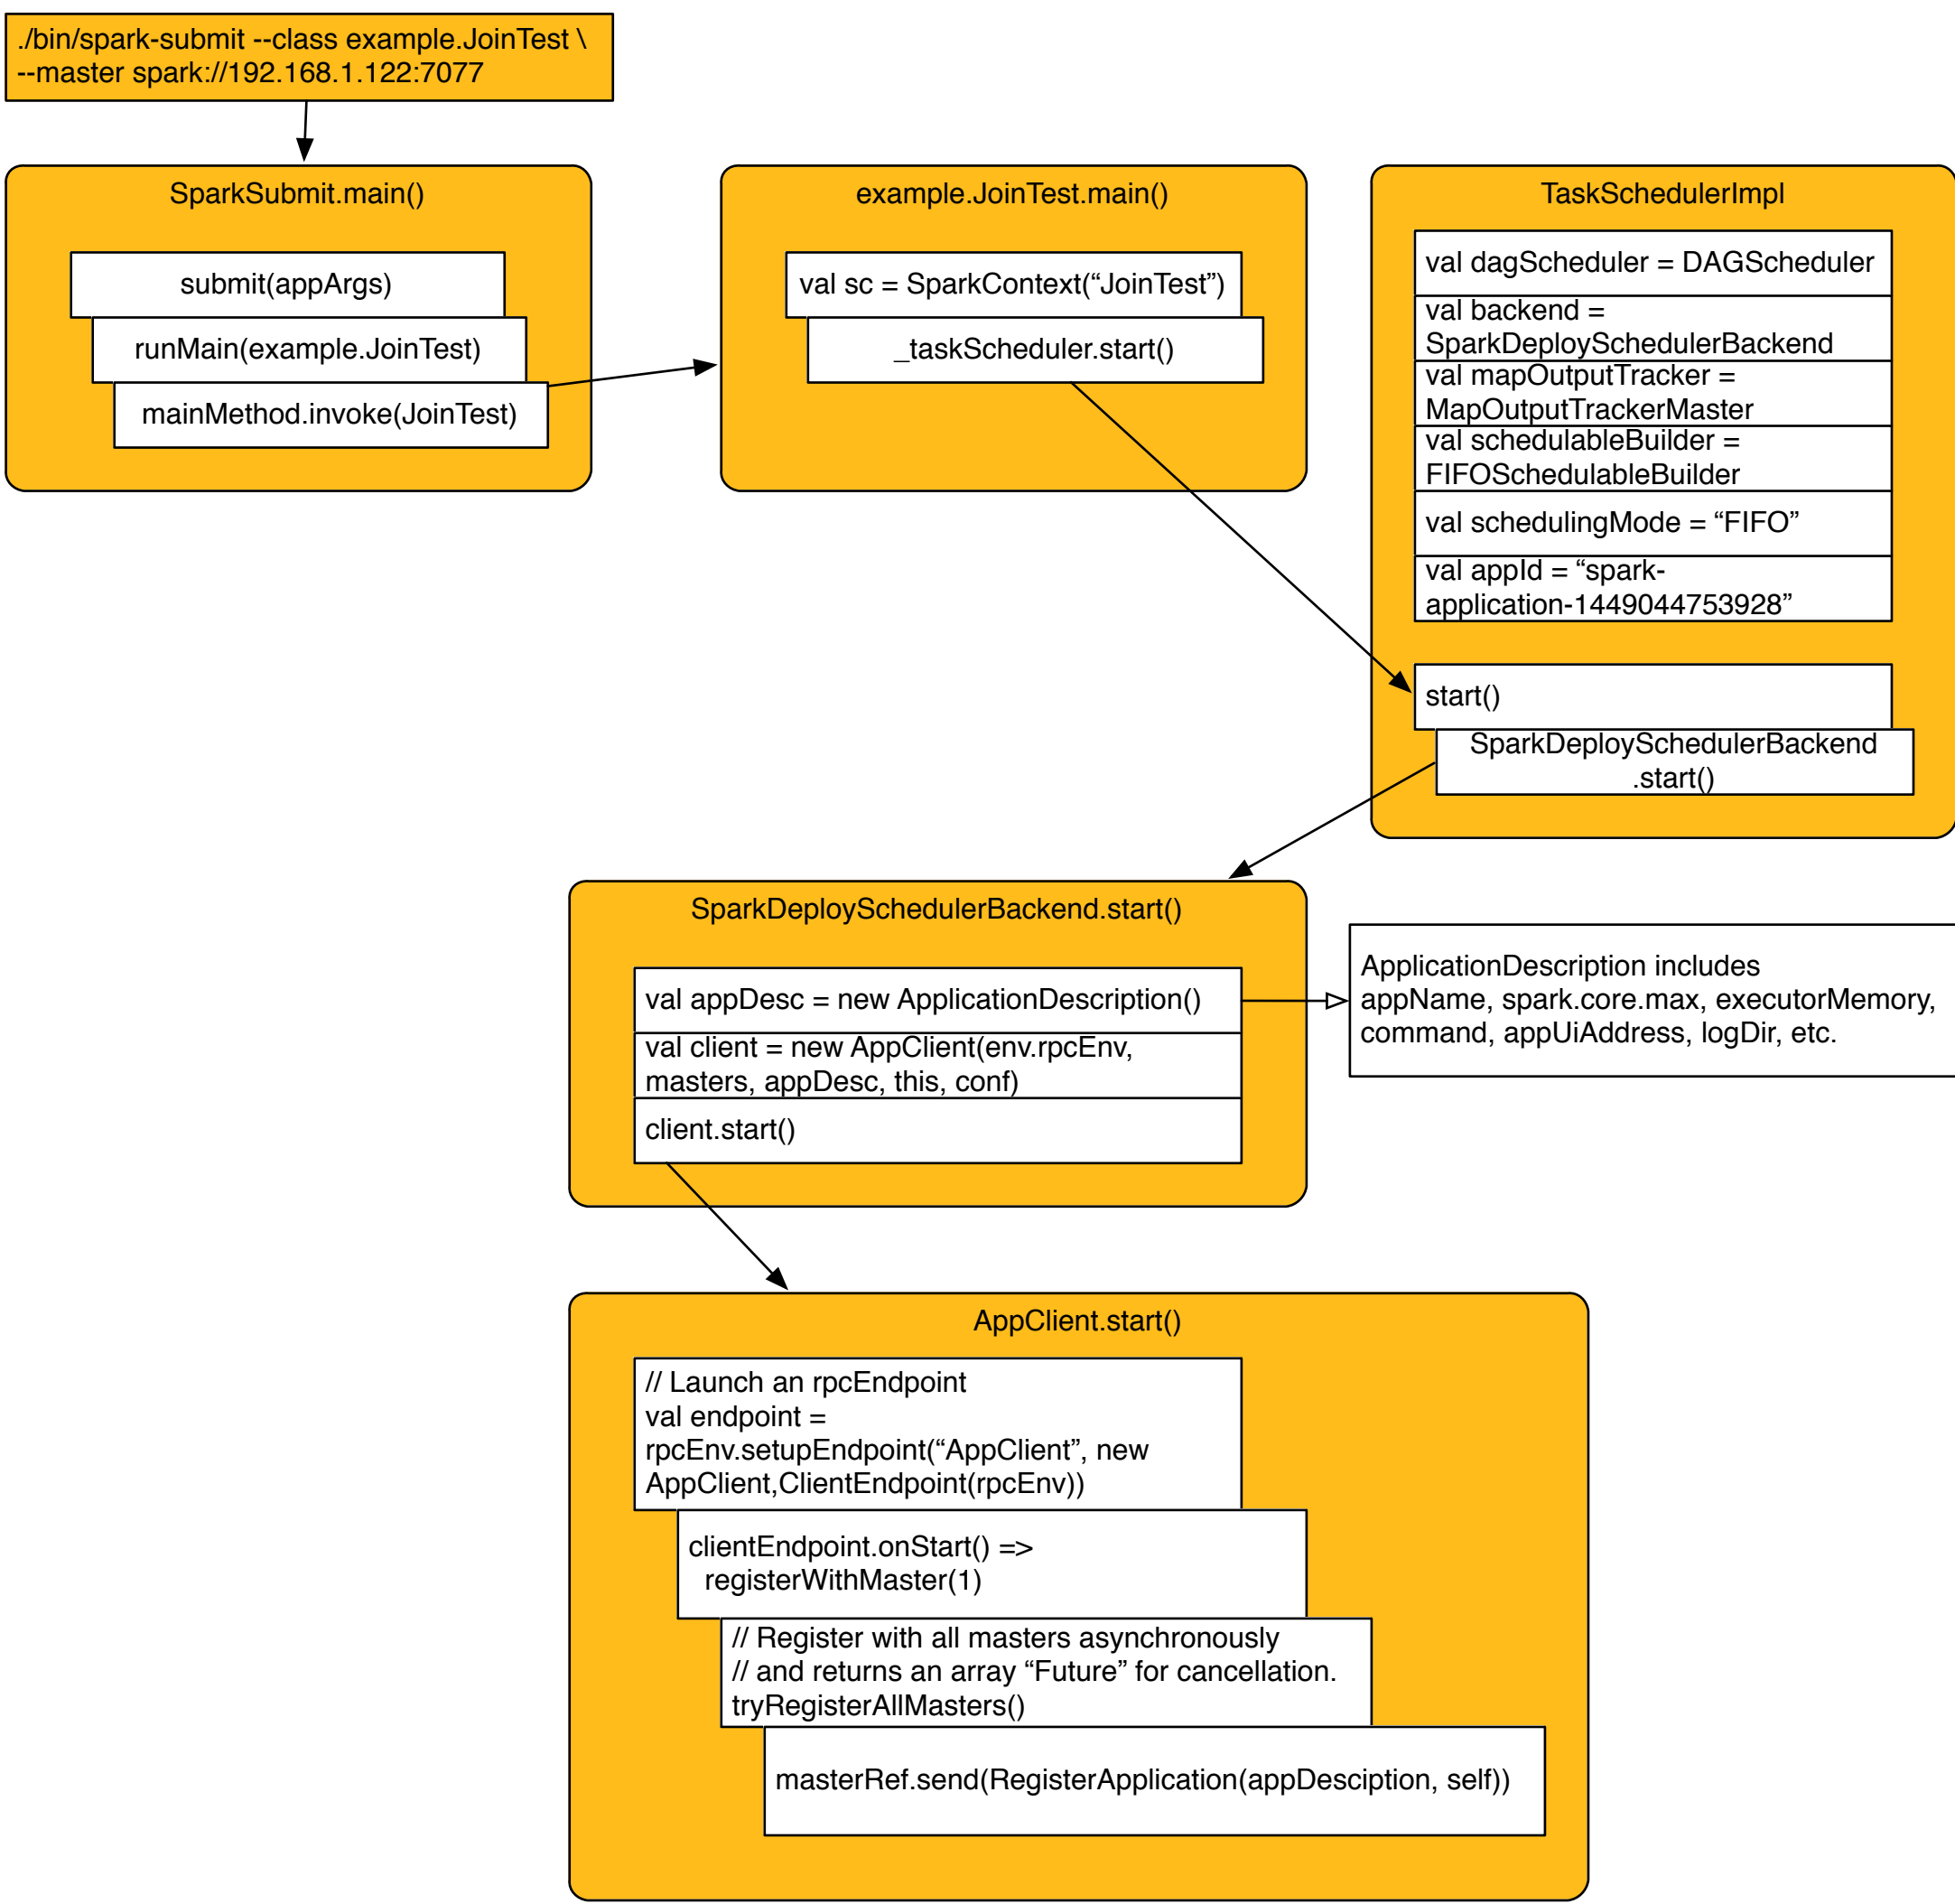 ./bin/spark-submit --class example.JoinTest \
--master spark://192.168.1.122:7077
SparkSubmit.main()
submit(appArgs)
runMain(example.JoinTest)
mainMethod.invoke(JoinTest)
example.JoinTest.main()
val sc = SparkContext(“JoinTest”)
_taskScheduler.start()
TaskSchedulerImpl
val dagScheduler = DAGScheduler
val backend =
SparkDeploySchedulerBackend
val mapOutputTracker =
MapOutputTrackerMaster
val schedulableBuilder =
FIFOSchedulableBuilder
val schedulingMode = “FIFO”
val appId = “spark-
application-1449044753928”
start()
SparkDeploySchedulerBackend
.start()
SparkDeploySchedulerBackend.start()
val appDesc = new ApplicationDescription()
val client = new AppClient(env.rpcEnv,
masters, appDesc, this, conf)
client.start()
ApplicationDescription includes
appName, spark.core.max, executorMemory,
command, appUiAddress, logDir, etc.
AppClient.start()
// Launch an rpcEndpoint
val endpoint =
rpcEnv.setupEndpoint(“AppClient”, new
AppClient,ClientEndpoint(rpcEnv))
clientEndpoint.onStart() =>
registerWithMaster(1)
// Register with all masters asynchronously
// and returns an array “Future” for cancellation.
tryRegisterAllMasters()
masterRef.send(RegisterApplication(appDesciption, self))